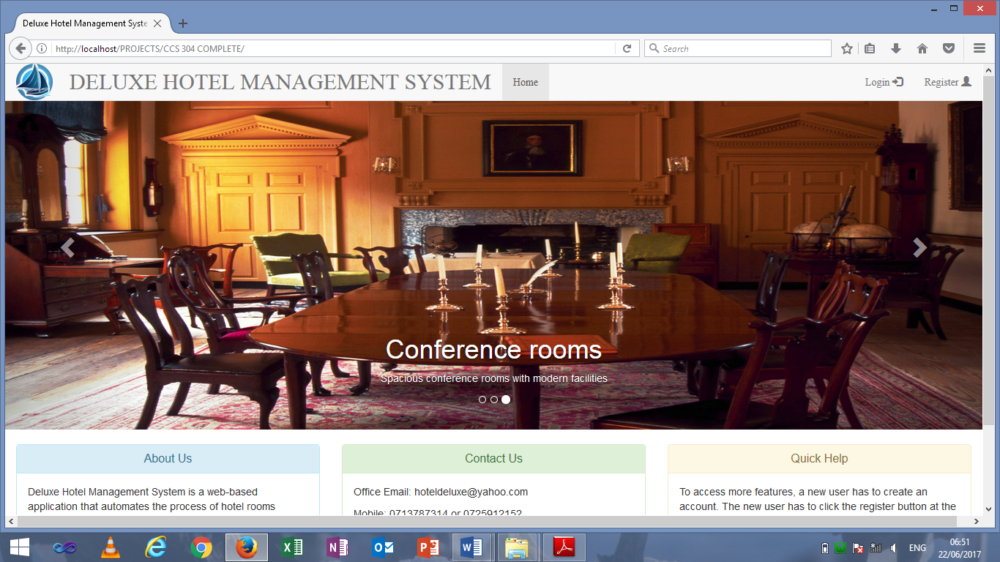 Deluxe Hotel Management Syste
http://localhost/PROJECTS/CCS 304 COMPLETE/
Search
DELUXE HOTEL MANAGEMENT SYSTEM
Home
Login
Register
Conference rooms
Spacious conference rooms with modern facilities
About Us
Deluxe Hotel Management System is a web-based
application that automates the process of hotel rooms
Contact Us
Office Email: hoteldeluxe@yahoo.com
Mobile: 0713787314 or 0725912152
Quick Help
To access more features, a new user has to create an
account. The new user has to click the register button at the
ENG
06:51
22/06/2017